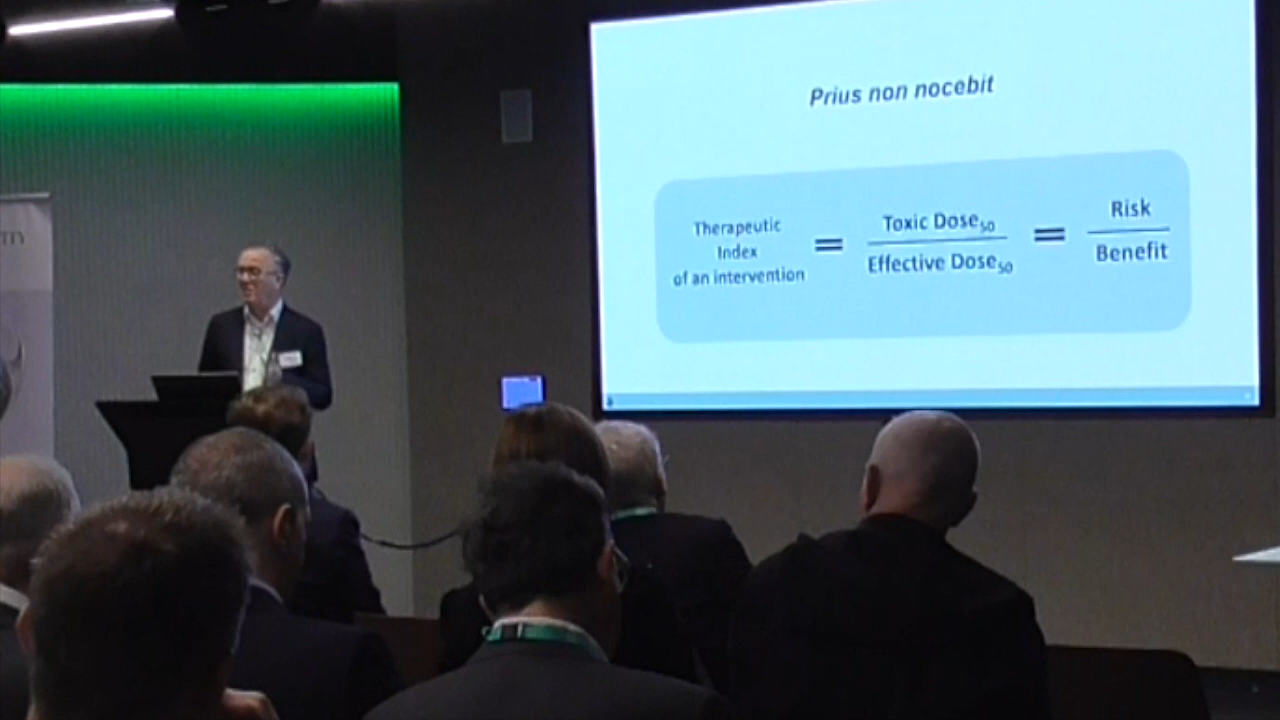 Prius non nocebit
Therapeutic
Index
of an intervention
=
Toxic Dose50
Effective Dose50
=
Risk
Benefit